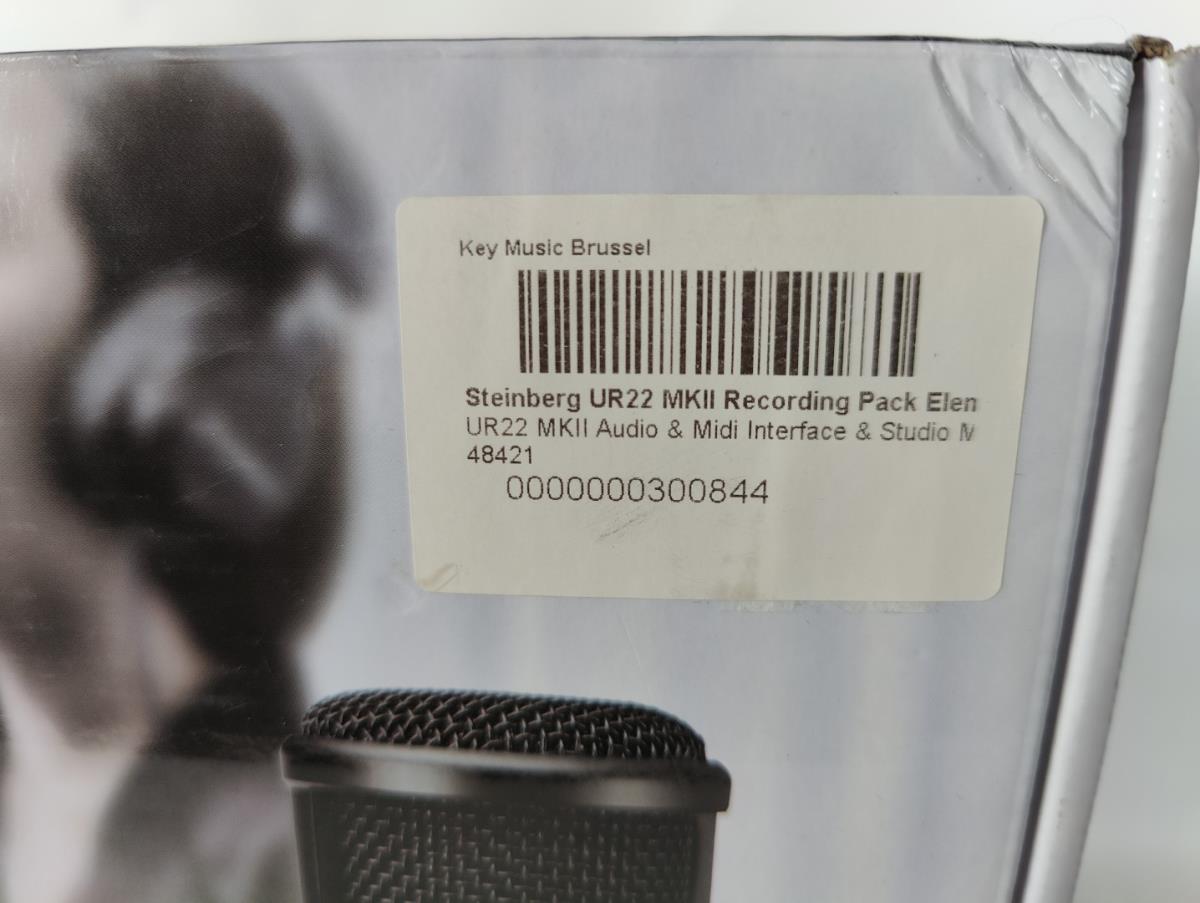 Key Music Brussel
Steinberg UR22 MKII Recording Pack Elen
UR22 MKII Audio & Midi Interface & Studio M
48421
0000000300844